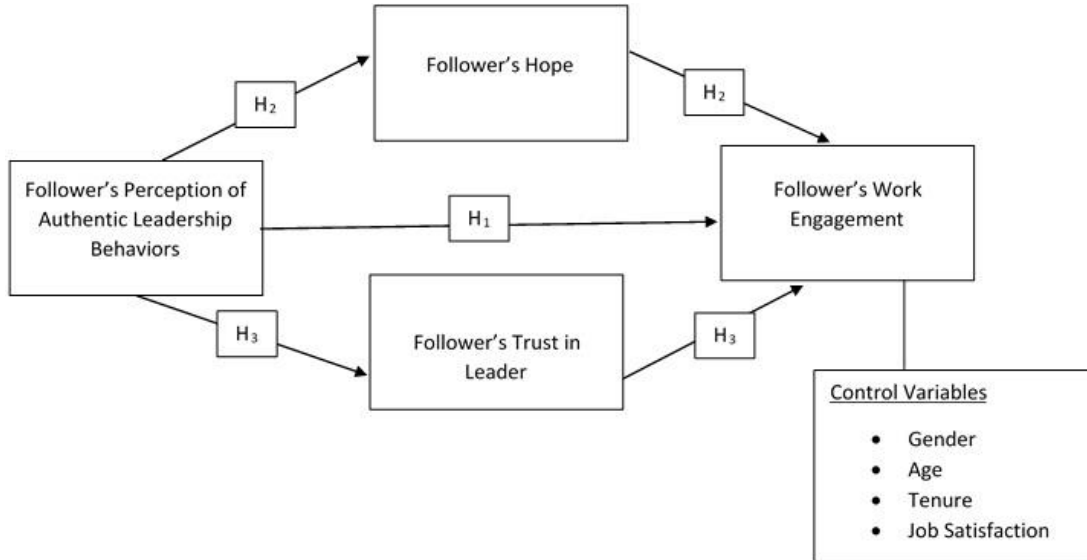 Follower’s Hope
H₂
H₂
Follower’s Perception of
Authentic Leadership
Behaviors
H₁
Follower’s Work
Engagement
H₃
Follower’s Trust in
Leader
H₃
Control Variables
• Gender
• Age
• Tenure
• Job Satisfaction